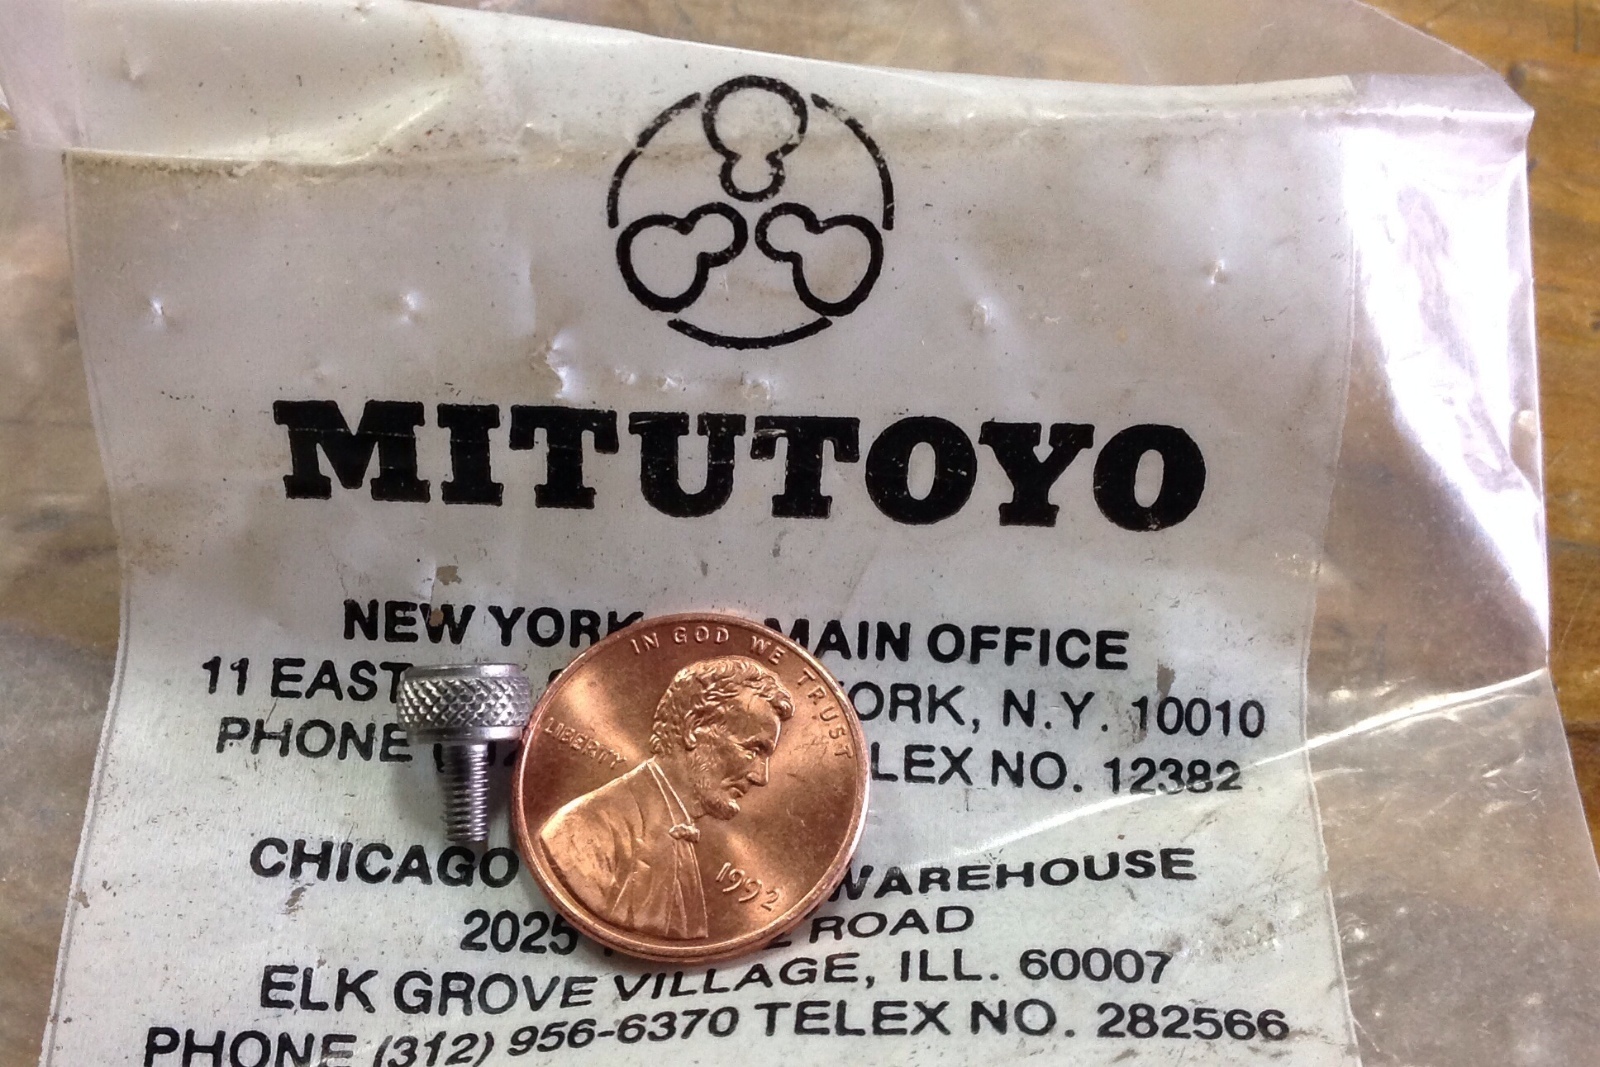 MITUTOYO
NEW YORK MAIN OFFICE
11 EAST YORK, N.Y. 10010
PHONE TELEX NO. 12382
CHICAGO WAREHOUSE
2025 ROAD
ELK GROVE VILLAGE, ILL. 60007
PHONE (312) 956-6370 TELEX NO. 282566
IN GOD WE TRUST
LIBERTY
1992